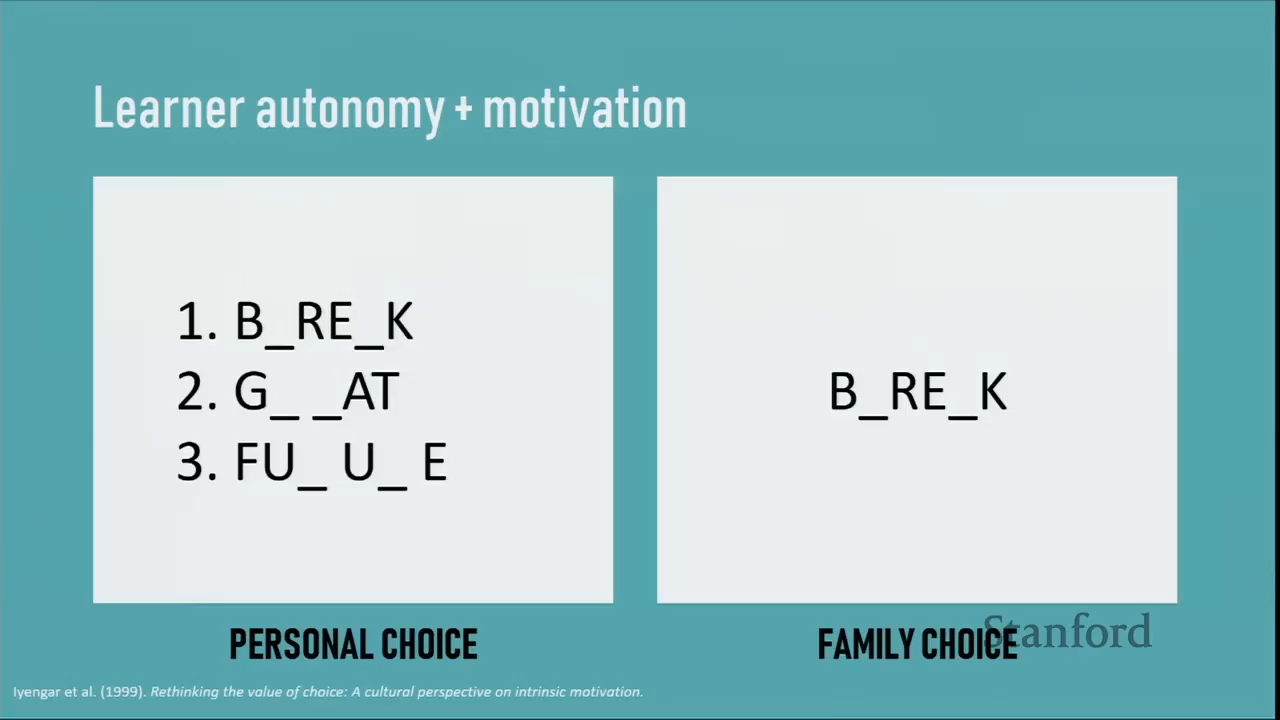 Learner autonomy + motivation
1. B_RE_K
2. G_ _AT
3. FU_ U_ E
B_RE_K
PERSONAL CHOICE
FAMILY CHOICE
Stanford
Iyengar et al. (1999). Rethinking the value of choice: A cultural perspective on intrinsic motivation.